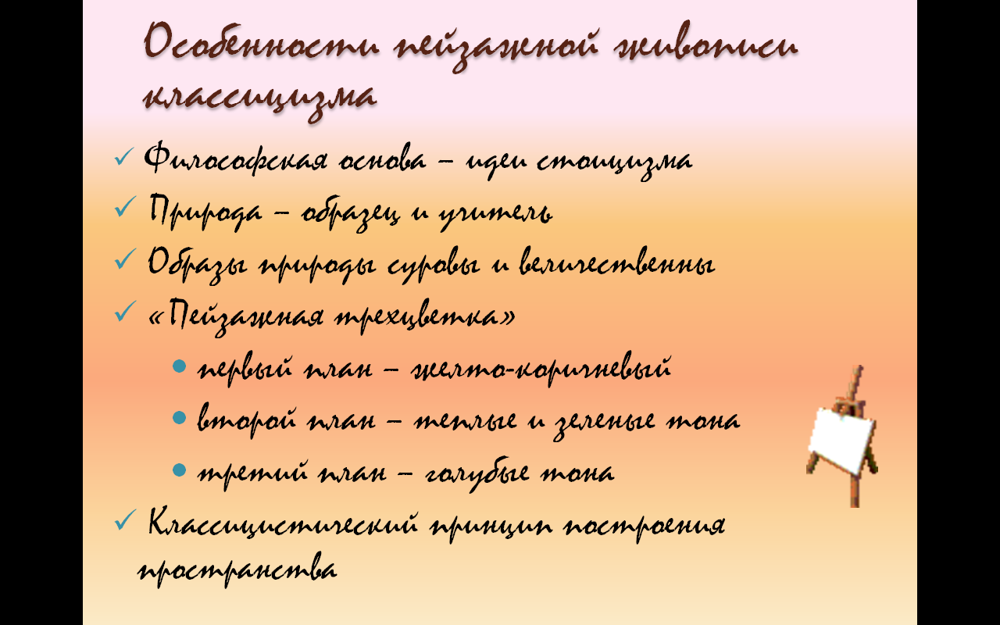 Особенности пейзажной живописи
классицизма
Философская основа – идеи стоицизма
Природа – образец и учитель
Образы природы суровы и величественны
«Пейзажная трехцветка»
первый план – желто-коричневый
второй план – теплые и зеленые тона
третий план – голубые тона
Классицистический принцип построения
пространства